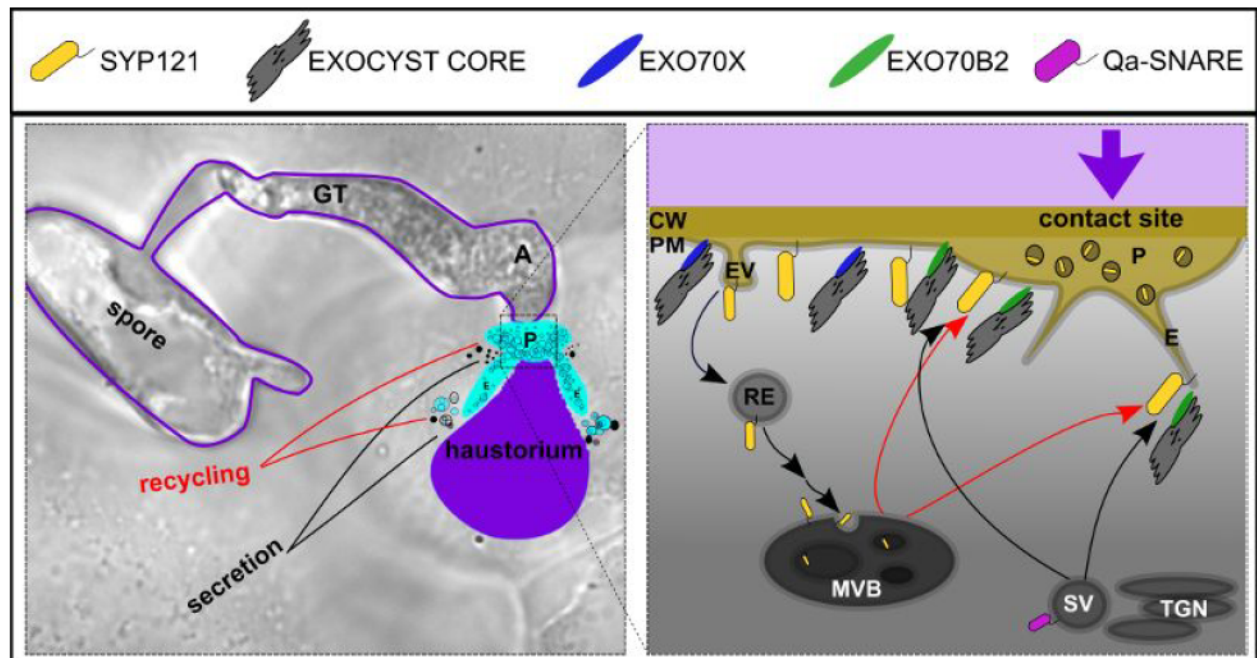 SYP121
EXOCYST CORE
EXO70X
EXO70B2
Qa-SNARE
GT
A
spore
P
E
E
haustorium
recycling
secretion
CW
PM
contact site
P
EV
E
RE
MVB
SV
TGN